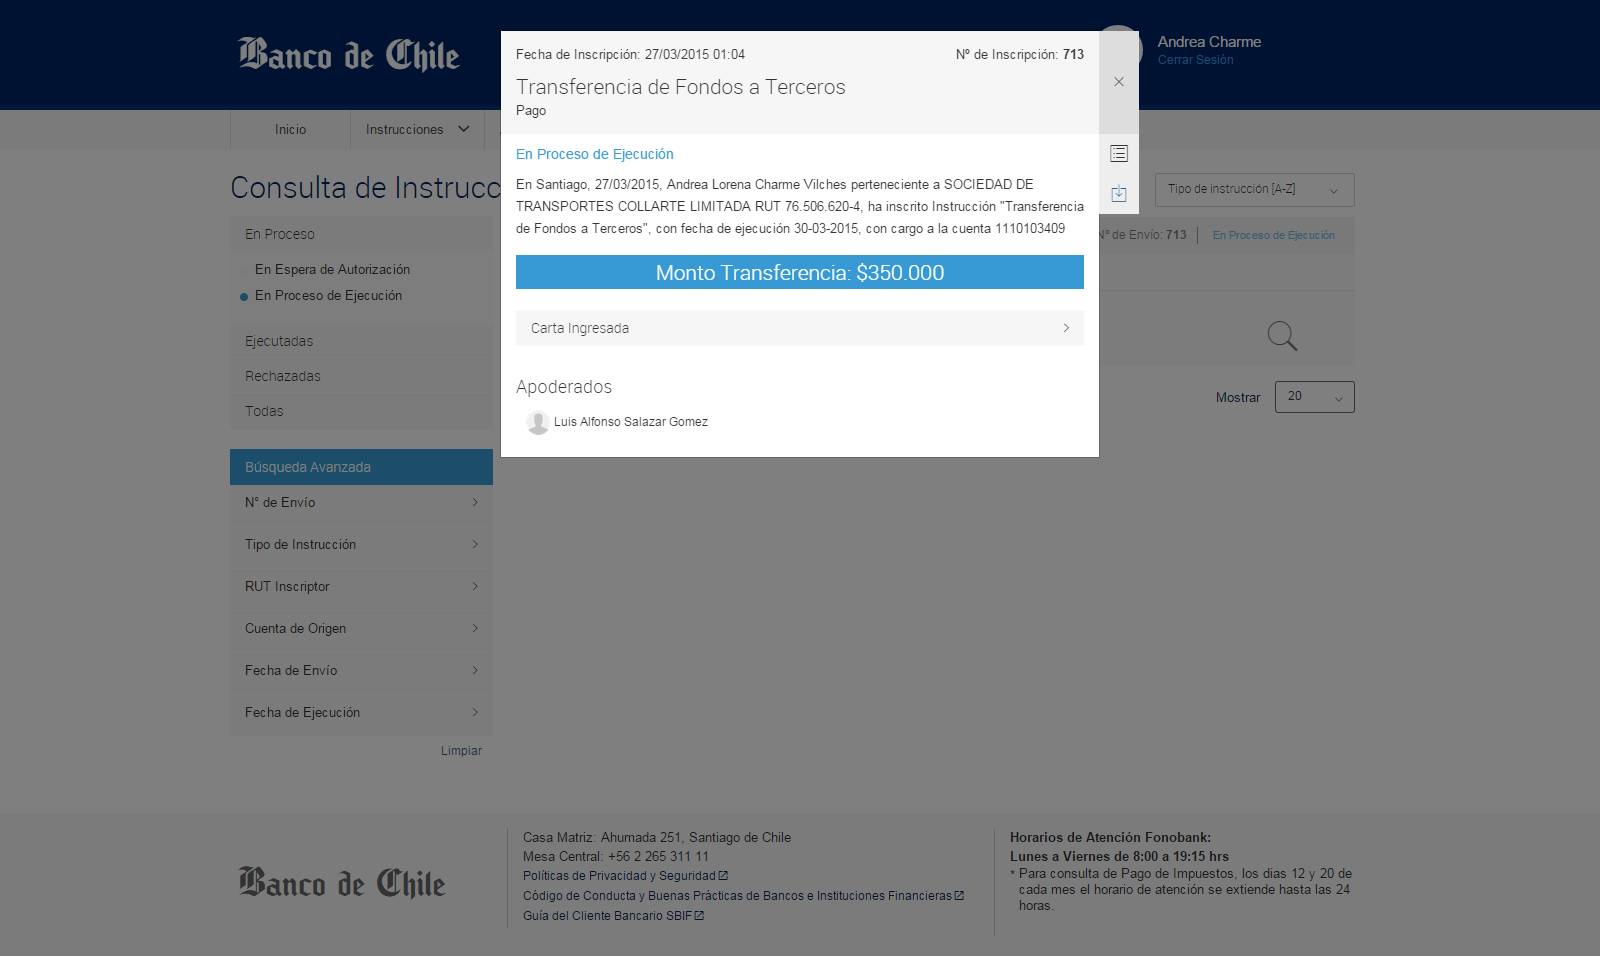 Banco de Chile
Andrea Charme
Cerrar Sesión
Inicio
Instrucciones
Fecha de Inscripción: 27/03/2015 01:04
Nº de Inscripción: 713
Transferencia de Fondos a Terceros
Pago
En Proceso de Ejecución
En Santiago, 27/03/2015, Andrea Lorena Charme Vilches perteneciente a SOCIEDAD DE
TRANSPORTES COLLARTE LIMITADA RUT 76.506.620-4, ha inscrito Instrucción "Transferencia
de Fondos a Terceros", con fecha de ejecución 30-03-2015, con cargo a la cuenta 1110103409
Monto Transferencia: $350.000
Carta Ingresada
Apoderados
Luis Alfonso Salazar Gomez
Consulta de Instrucc
Tipo de instrucción [A-Z]
Nº de Envío: 713
En Proceso de Ejecución
Mostrar
20
En Proceso
En Espera de Autorización
En Proceso de Ejecución
Ejecutadas
Rechazadas
Todas
Búsqueda Avanzada
N° de Envío
Tipo de Instrucción
RUT Inscriptor
Cuenta de Origen
Fecha de Envío
Fecha de Ejecución
Limpiar
Banco de Chile
Casa Matriz: Ahumada 251, Santiago de Chile
Mesa Central: +56 2 265 311 11
Políticas de Privacidad y Seguridad
Código de Conducta y Buenas Prácticas de Bancos e Instituciones Financieras
Guía del Cliente Bancario SBIF
Horarios de Atención Fonobank:
Lunes a Viernes de 8:00 a 19:15 hrs
* Para consulta de Pago de Impuestos, los dias 12 y 20 de
cada mes el horario de atención se extiende hasta las 24
horas.